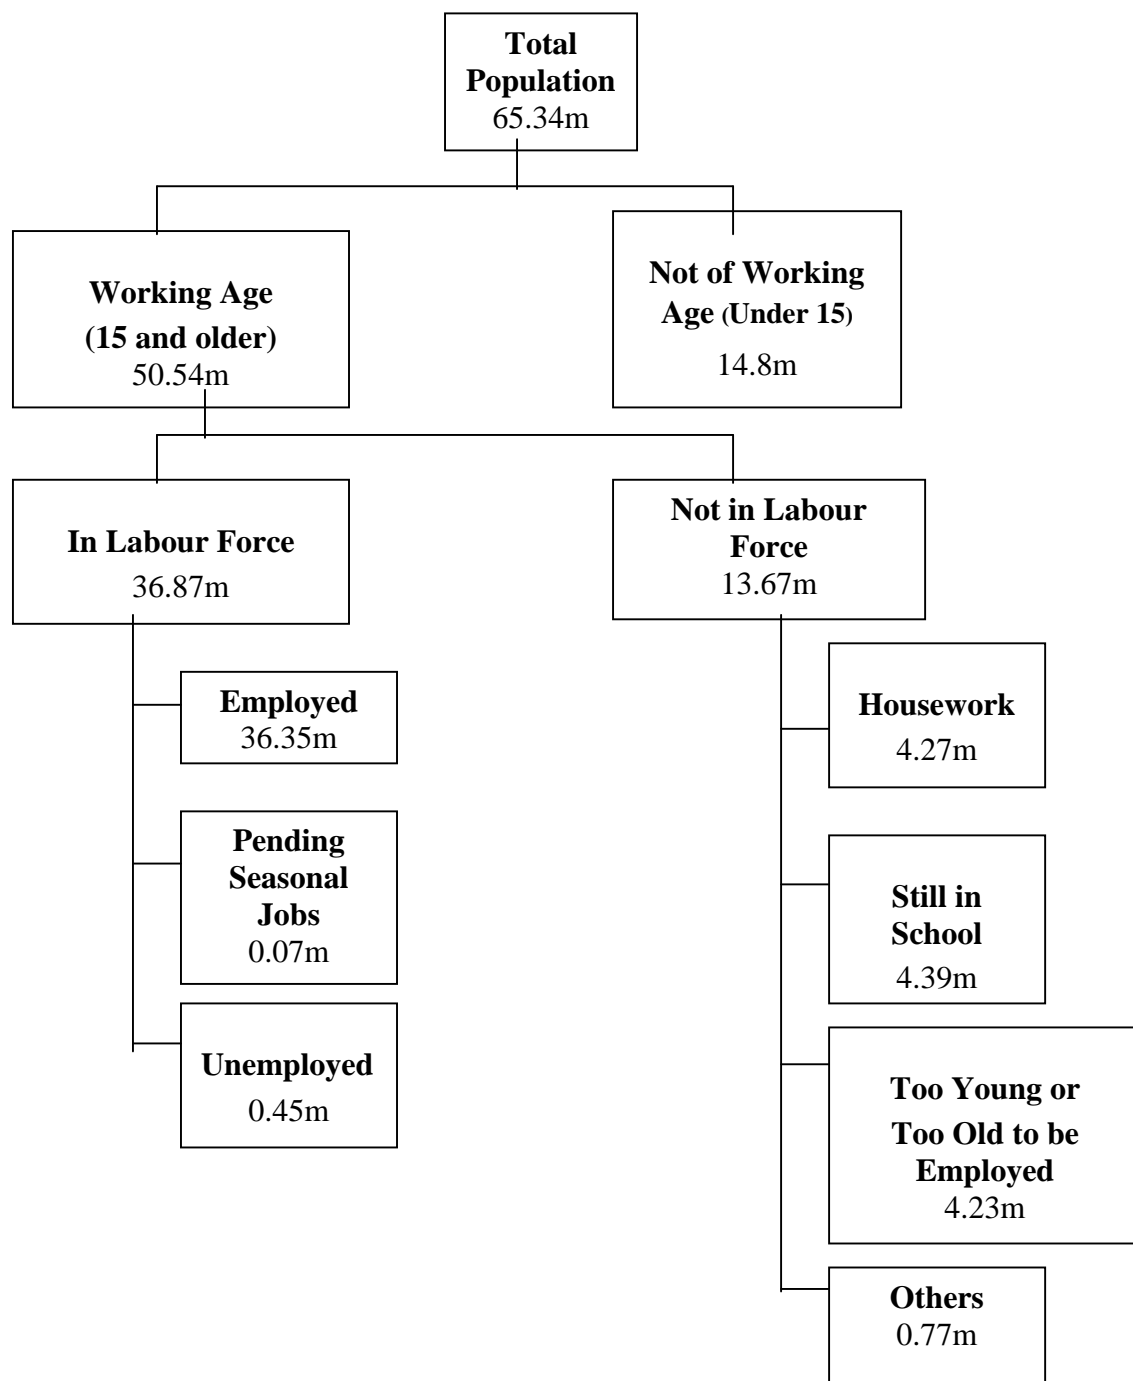 Total
Population
65.34m
Working Age
(15 and older)
50.54m
Not of Working
Age (Under 15)
14.8m
In Labour Force
36.87m
Not in Labour
Force
13.67m
Employed
36.35m
Pending
Seasonal
Jobs
0.07m
Unemployed
0.45m
Housework
4.27m
Still in
School
4.39m
Too Young or
Too Old to be
Employed
4.23m
Others
0.77m